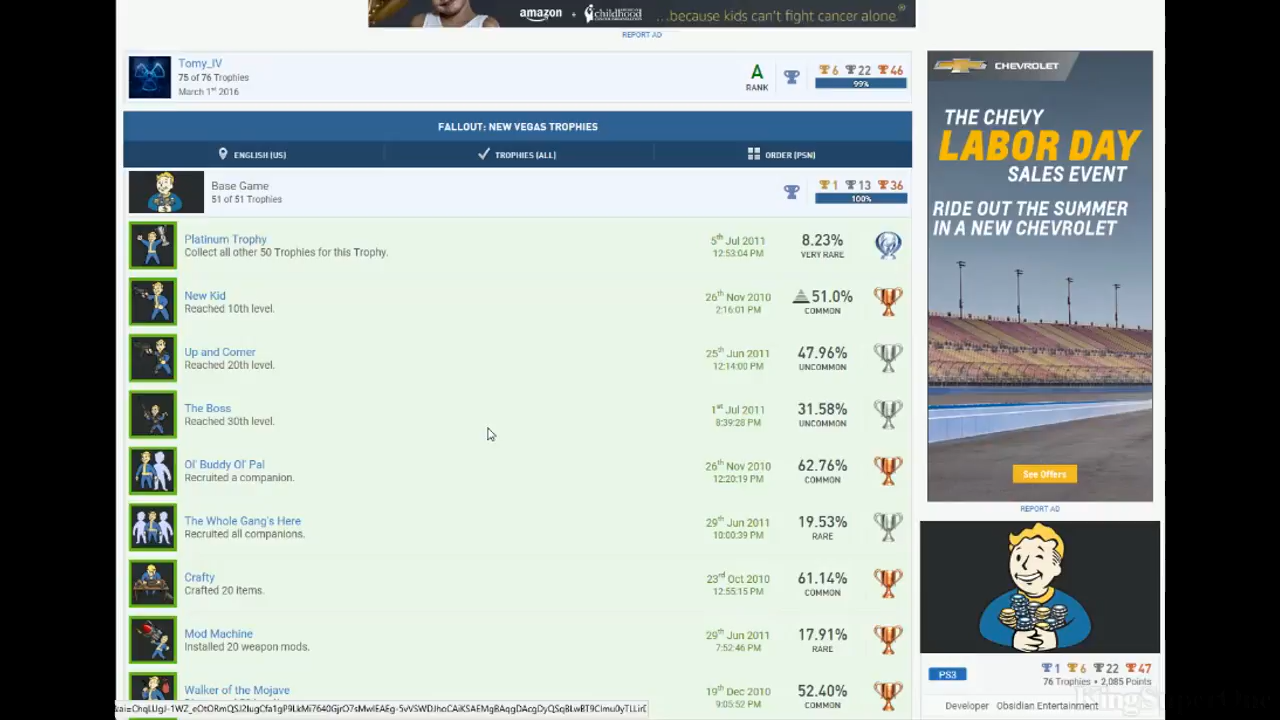 amazon + childhood ...because kids can't fight cancer alone.®
REPORT AD
Tomy_IV
75 of 76 Trophies
March 1st 2016
A
RANK
6 22 46
99%
FALLOUT: NEW VEGAS TROPHIES
ENGLISH (US) TROPHIES (ALL) ORDER (PSN)
Base Game
51 of 51 Trophies
1 13 36
100%
Platinum Trophy
Collect all other 50 Trophies for this Trophy.
5th Jul 2011
12:53:04 PM
8.23%
VERY RARE
New Kid
Reached 10th level.
26th Nov 2010
2:16:01 PM
51.0%
COMMON
Up and Comer
Reached 20th level.
25th Jun 2011
12:14:00 PM
47.96%
UNCOMMON
The Boss
Reached 30th level.
1st Jul 2011
8:39:28 PM
31.58%
UNCOMMON
Ol' Buddy Ol' Pal
Recruited a companion.
26th Nov 2010
12:20:19 PM
62.76%
COMMON
The Whole Gang's Here
Recruited all companions.
29th Jun 2011
10:00:39 PM
19.53%
RARE
Crafty
Crafted 20 items.
23rd Oct 2010
12:55:15 PM
61.14%
COMMON
Mod Machine
Installed 20 weapon mods.
29th Jun 2011
7:52:46 PM
17.91%
RARE
Walker of the Mojave
19th Dec 2010
9:05:52 PM
52.40%
COMMON
CHEVROLET
THE CHEVY
LABOR DAY
SALES EVENT
RIDE OUT THE SUMMER
IN A NEW CHEVROLET
See Offers
REPORT AD
PS3
1 6 22 47
76 Trophies • 2,085 Points
Developer Obsidian Entertainment